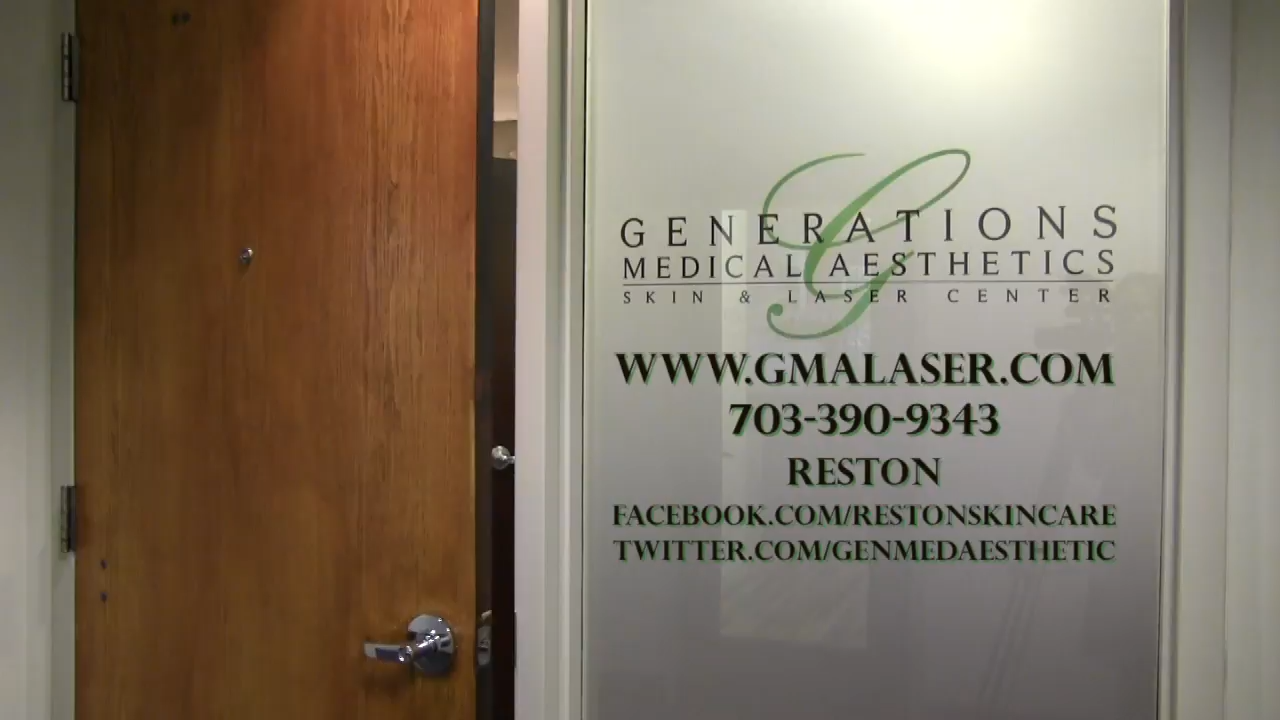 GENERATIONS
MEDICAL AESTHETICS
SKIN & LASER CENTER
WWW.GMALASER.COM
703-390-9343
RESTON
FACEBOOK.COM/RESTONSKINCARE
TWITTER.COM/GENMEDAESTHETIC